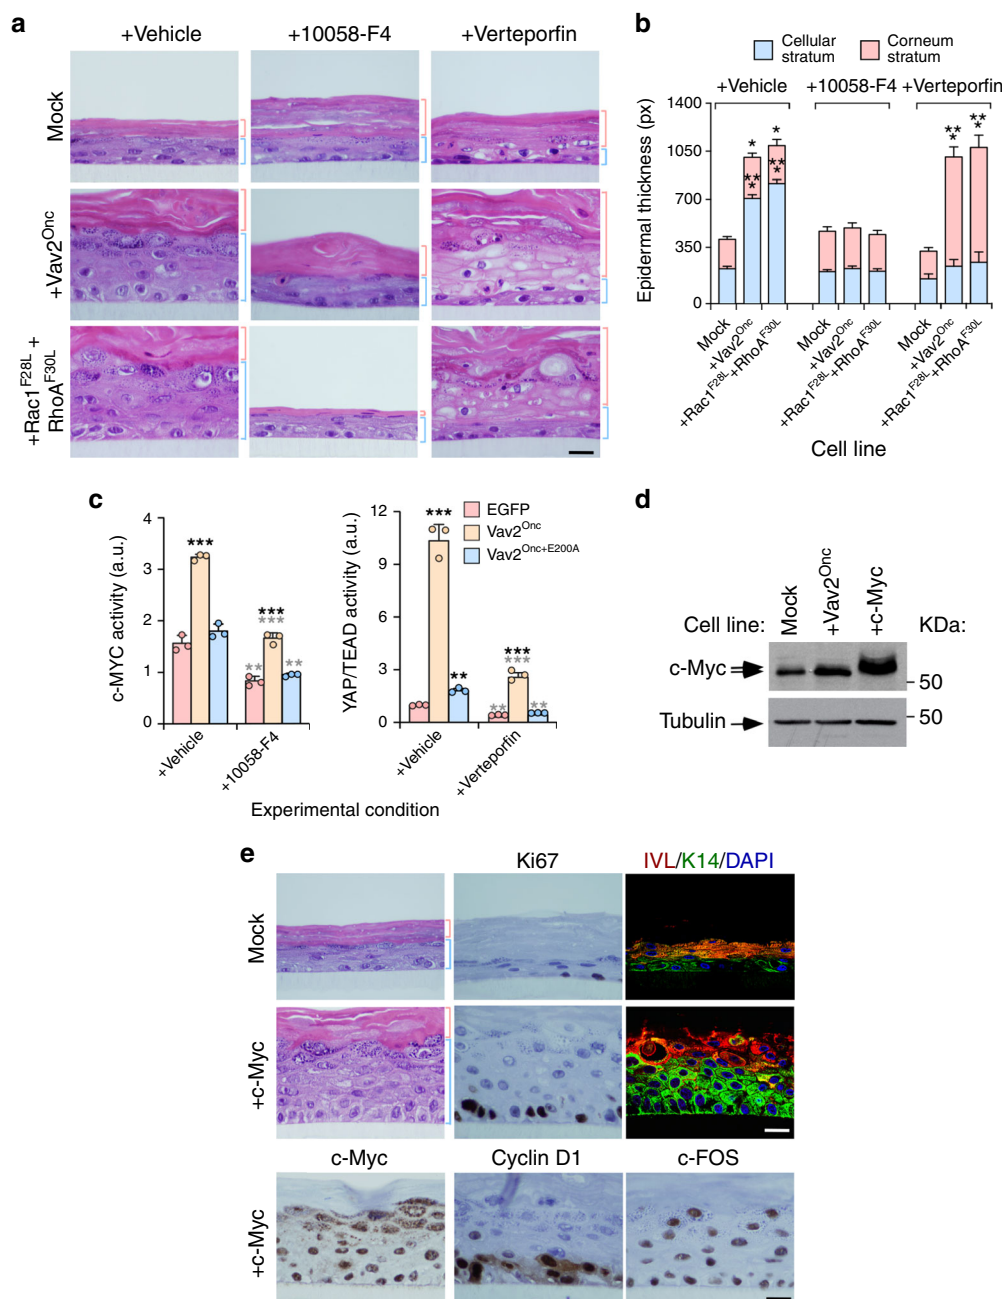 a
+Vehicle +10058-F4 +Verteporfin
Mock
+Vav2Onc
+Rac1F28L +
RhoAF30L
b
Cellular stratum
Corneum stratum
+Vehicle +10058-F4 +Verteporfin
Epidermal thickness (px)
1400
1050
700
350
0
* *
*** ***
*** ***
Mock +Vav2Onc +Rac1F28L+RhoAF30L
Mock +Vav2Onc +Rac1F28L+RhoAF30L
Mock +Vav2Onc +Rac1F28L+RhoAF30L
Cell line
c
c-MYC activity (a.u.)
4
3
2
1
0
***
***
***
** **
+Vehicle +10058-F4
YAP/TEAD activity (a.u.)
12
9
6
3
0
***
**
***
***
** **
+Vehicle +Verteporfin
EGFP
Vav2Onc
Vav2Onc+E200A
Experimental condition
d
Cell line: Mock +Vav2Onc +c-Myc KDa:
c-Myc
50
Tubulin
50
e
Ki67 IVL/K14/DAPI
Mock
+c-Myc
c-Myc Cyclin D1 c-FOS
+c-Myc